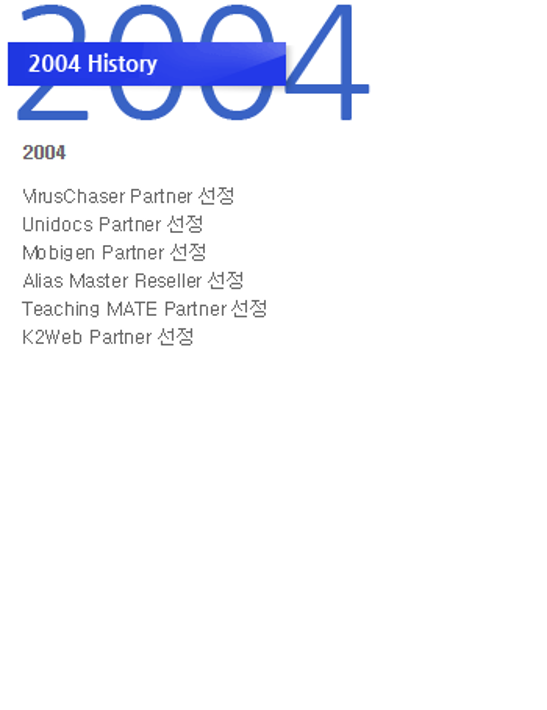 2004
2004 History
2004
VirusChaser Partner 선정
Unidocs Partner 선정
Mobigen Partner 선정
Alias Master Reseller 선정
Teaching MATE Partner 선정
K2Web Partner 선정